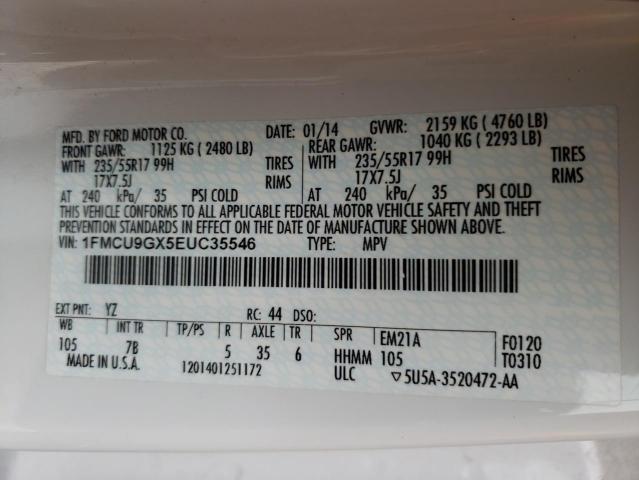 MFD. BY FORD MOTOR CO. DATE: 01/14 GVWR: 2159 KG ( 4760 LB)
FRONT GAWR: 1125 KG ( 2480 LB) REAR GAWR: 1040 KG ( 2293 LB)
WITH 235/55R17 99H TIRES WITH 235/55R17 99H TIRES
17X7.5J RIMS 17X7.5J RIMS
AT 240 kPa/ 35 PSI COLD AT 240 kPa/ 35 PSI COLD
THIS VEHICLE CONFORMS TO ALL APPLICABLE FEDERAL MOTOR VEHICLE SAFETY AND THEFT
PREVENTION STANDARDS IN EFFECT ON THE DATE OF MANUFACTURE SHOWN ABOVE.
VIN: 1FMCU9GX5EUC35546 TYPE: MPV
EXT PNT: YZ RC: 44 DSO:
WB INT TR TP/PS R AXLE TR SPR EM21A F0120
105 7B 5 35 6 HHMM 105 T0310
MADE IN U.S.A. 1201401251172 ULC ▽5U5A-3520472-AA